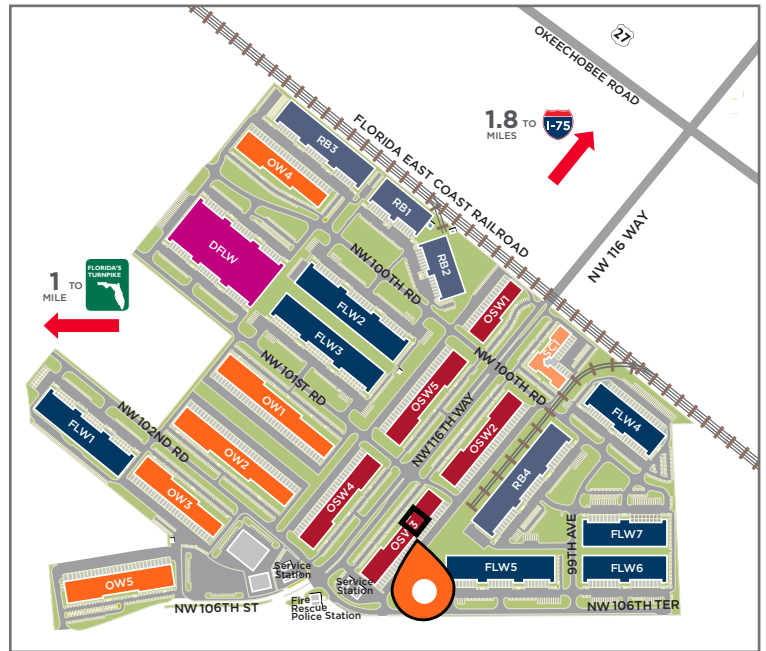 27
OKEECHOBEE ROAD
1.8 TO
MILES
I-75
FLORIDA EAST COAST RAILROAD
NW 116 WAY
RB3
OW4
RB1
RB2
DFLW
NW 100TH RD
FLORIDA'S
TURNPIKE
1 TO
MILE
FLW2
FLW3
OSW1
SC1
NW 100TH RD
NW 101ST RD
OW1
OSW5
NW 116TH WAY
OSW2
FLW4
FLW1
NW 102ND RD
OW2
OW3
OSW4
RB4
OSW3
99TH AVE
FLW7
FLW5
FLW6
OW5
Service
Station
Service
Station
NW 106TH ST
Fire
Rescue
Police Station
NW 106TH TER